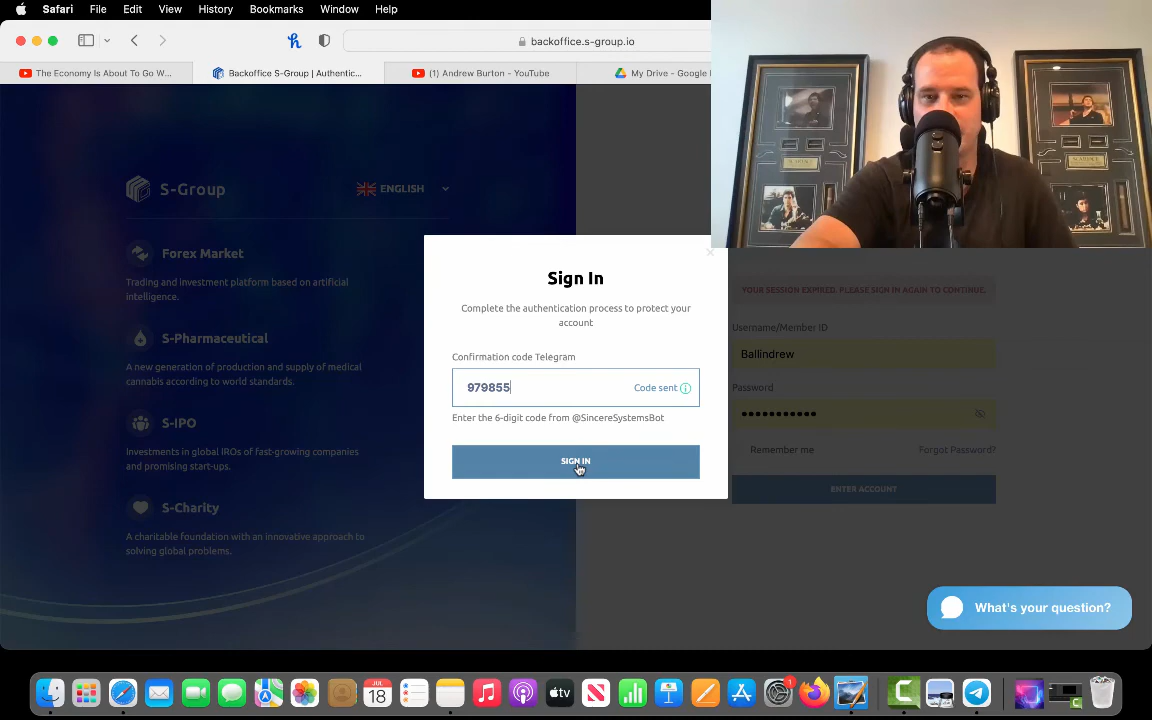 Safari File Edit View History Bookmarks Window Help
backoffice.s-group.io
The Economy Is About To Go W...
Backoffice S-Group | Authentic...
(1) Andrew Burton - YouTube
My Drive - Google
S-Group
ENGLISH
Forex Market
Trading and investment platform based on artificial
intelligence.
S-Pharmaceutical
A new generation of production and supply of medical
cannabis according to world standards.
S-IPO
Investments in global IROs of fast-growing companies
and promising start-ups.
S-Charity
A charitable foundation with an innovative approach to
solving global problems.
Sign In
Complete the authentication process to protect your
account
Confirmation code Telegram
979855
Code sent
Enter the 6-digit code from @SincereSystemsBot
SIGN IN
YOUR SESSION EXPIRED. PLEASE SIGN IN AGAIN TO CONTINUE.
Username/Member ID
Ballindrew
Password
Remember me
Forgot Password?
ENTER ACCOUNT
What's your question?
JUL
18
tv
1